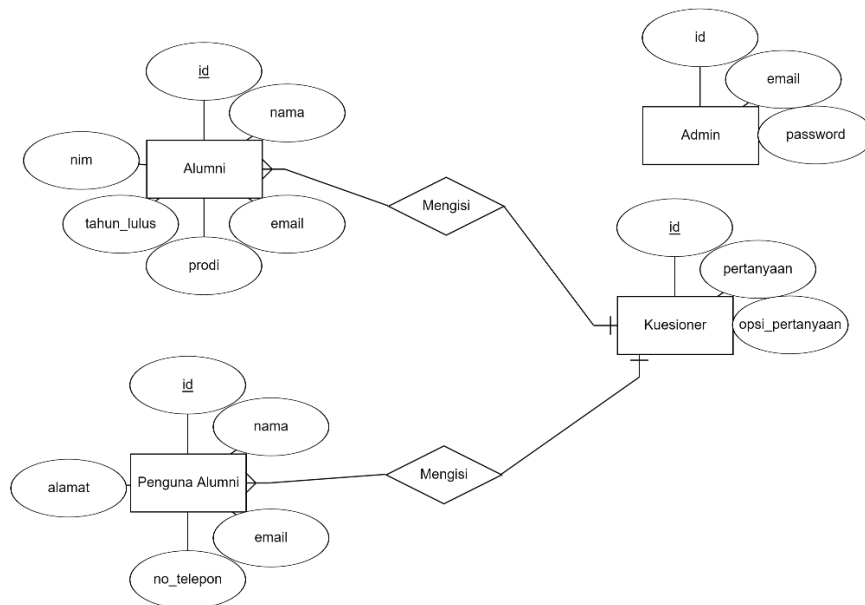 id
nama
nim
Alumni
tahun_lulus
email
prodi
Mengisi
id
email
Admin
password
id
pertanyaan
Kuesioner
opsi_pertanyaan
id
nama
alamat
Penguna Alumni
email
no_telepon
Mengisi